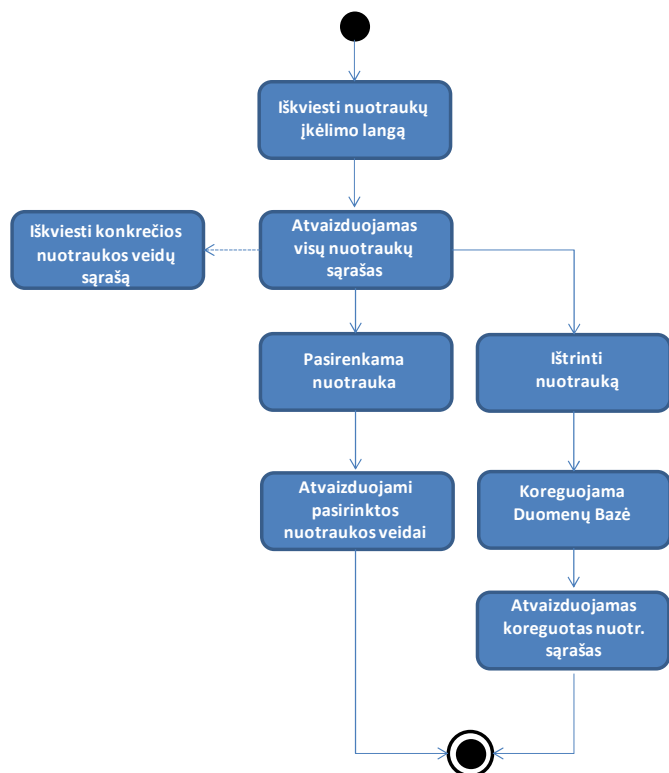 Iškviesti nuotraukų
įkėlimo langą
Iškviesti konkrečios
nuotraukos veidų
sąrašą
Atvaizduojamas
visų nuotraukų
sąrašas
Pasirenkama
nuotrauka
Ištrinti
nuotrauką
Atvaizduojami
pasirinktos
nuotraukos veidai
Koreguojama
Duomenų Bazė
Atvaizduojamas
koreguotas nuotr.
sąrašas